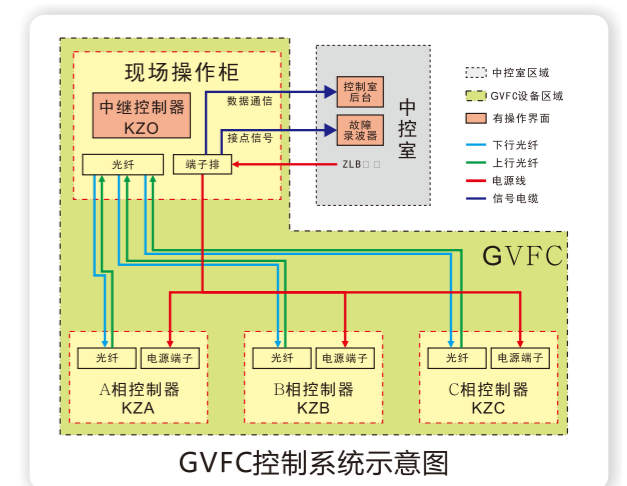 现场操作柜
中继控制器
KZO
光纤
端子排
数据通信
接点信号
控制室
后台
故障
录波器
ZLB□□
中控室
中控室区域
GVFC设备区域
有操作界面
下行光纤
上行光纤
电源线
信号电缆
GVFC
光纤
电源端子
A相控制器
KZA
光纤
电源端子
B相控制器
KZB
光纤
电源端子
C相控制器
KZC
GVFC控制系统示意图